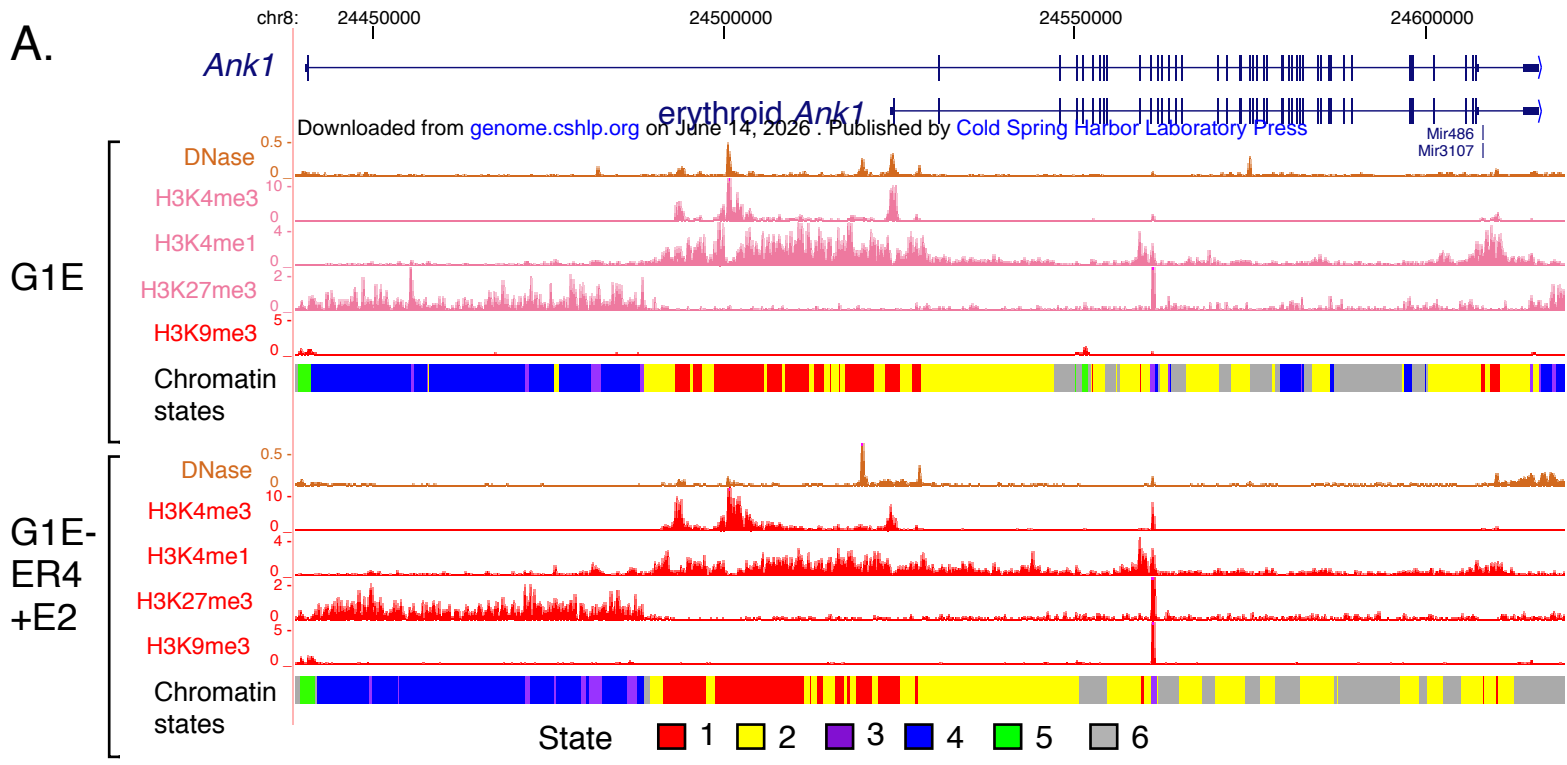 A.
chr8: 24450000 24500000 24550000 24600000
Ank1
erythroid Ank1
Downloaded from genome.cshlp.org on June 14, 2026 . Published by Cold Spring Harbor Laboratory Press
Mir486
Mir3107
G1E
DNase 0.5 0
H3K4me3 10 0
H3K4me1 4 0
H3K27me3 2 0
H3K9me3 5 0
Chromatin
states
G1E-
ER4
+E2
DNase 0.5 0
H3K4me3 10 0
H3K4me1 4 0
H3K27me3 2 0
H3K9me3 5 0
Chromatin
states
State 1 2 3 4 5 6